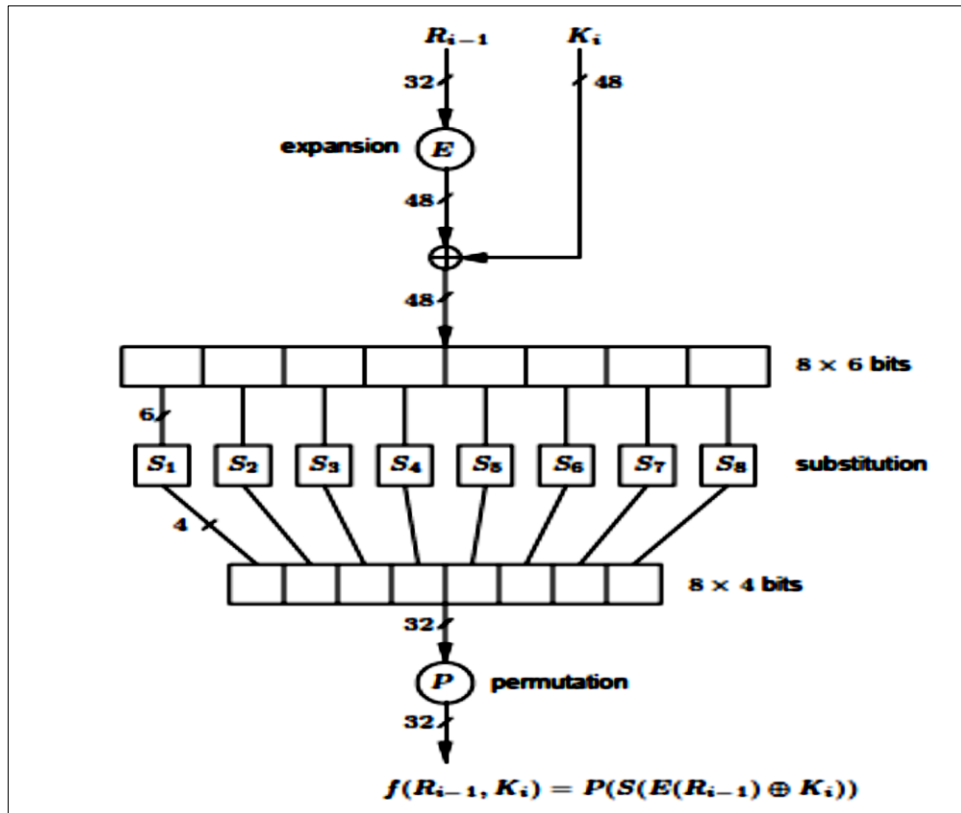 R_{i-1} K_i
32 48
expansion E
48
⊕
48
8 × 6 bits
6
S_1 S_2 S_3 S_4 S_5 S_6 S_7 S_8 substitution
4
8 × 4 bits
32
P permutation
32
f(R_{i-1}, K_i) = P(S(E(R_{i-1}) ⊕ K_i))